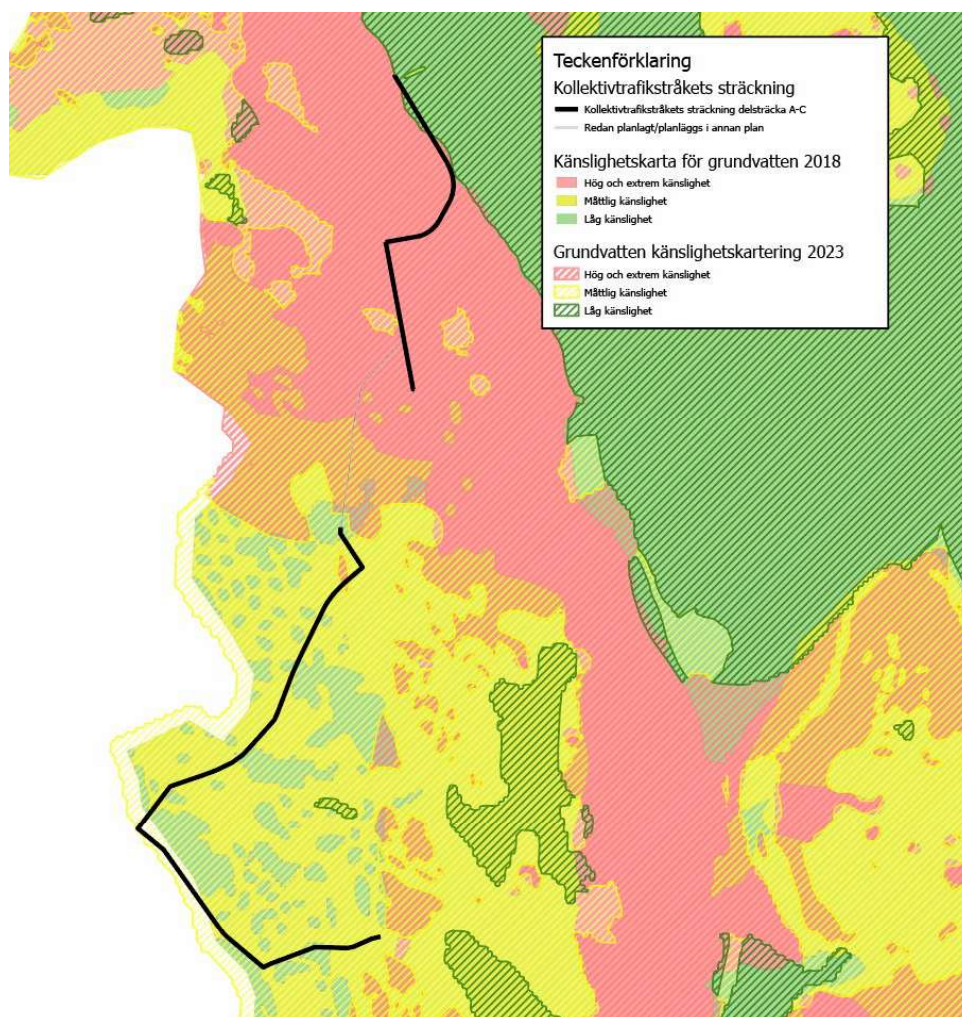 Teckenförklaring
Kollektivtrafikstråkets sträckning
Kollektivtrafikstråkets sträckning delsträcka A-C
Redan planlagt/planläggs i annan plan
Känslighetskarta för grundvatten 2018
Hög och extrem känslighet
Måttlig känslighet
Låg känslighet
Grundvatten känslighetskartering 2023
Hög och extrem känslighet
Måttlig känslighet
Låg känslighet